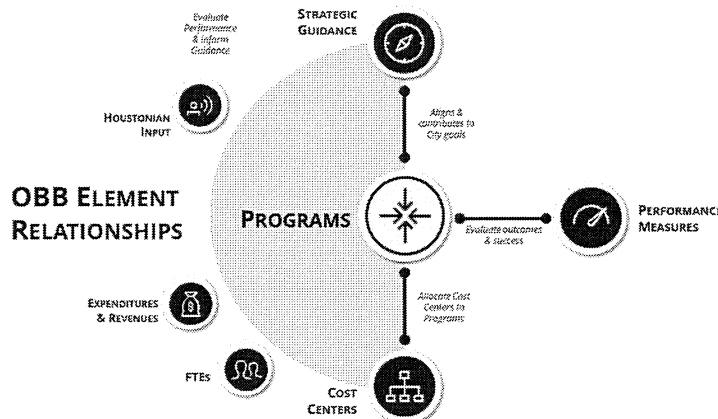 Evaluate
Performance
& Inform
Guidance
STRATEGIC
GUIDANCE
HOUSTONIAN
INPUT
Aligns &
contributes to
City goals
OBB ELEMENT
RELATIONSHIPS
PROGRAMS
Evaluate outcomes
& success
PERFORMANCE
MEASURES
EXPENDITURES
& REVENUES
Allocate Cost
Centers to
Programs
FTES
COST
CENTERS